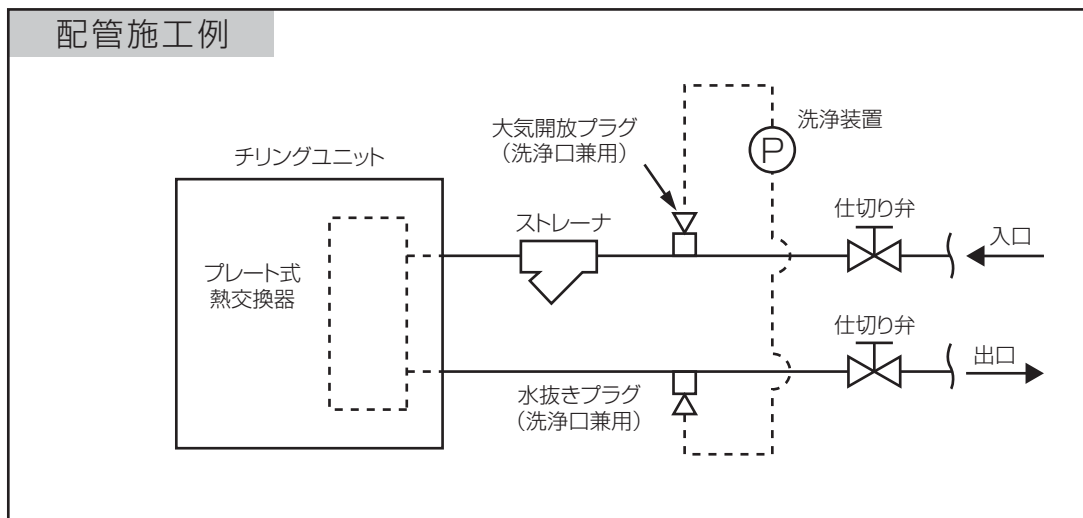 配管施工例
チリングユニット
大気開放プラグ
（洗浄口兼用）
洗浄装置
P
ストレーナ
仕切り弁
入口
プレート式
熱交換器
仕切り弁
出口
水抜きプラグ
（洗浄口兼用）